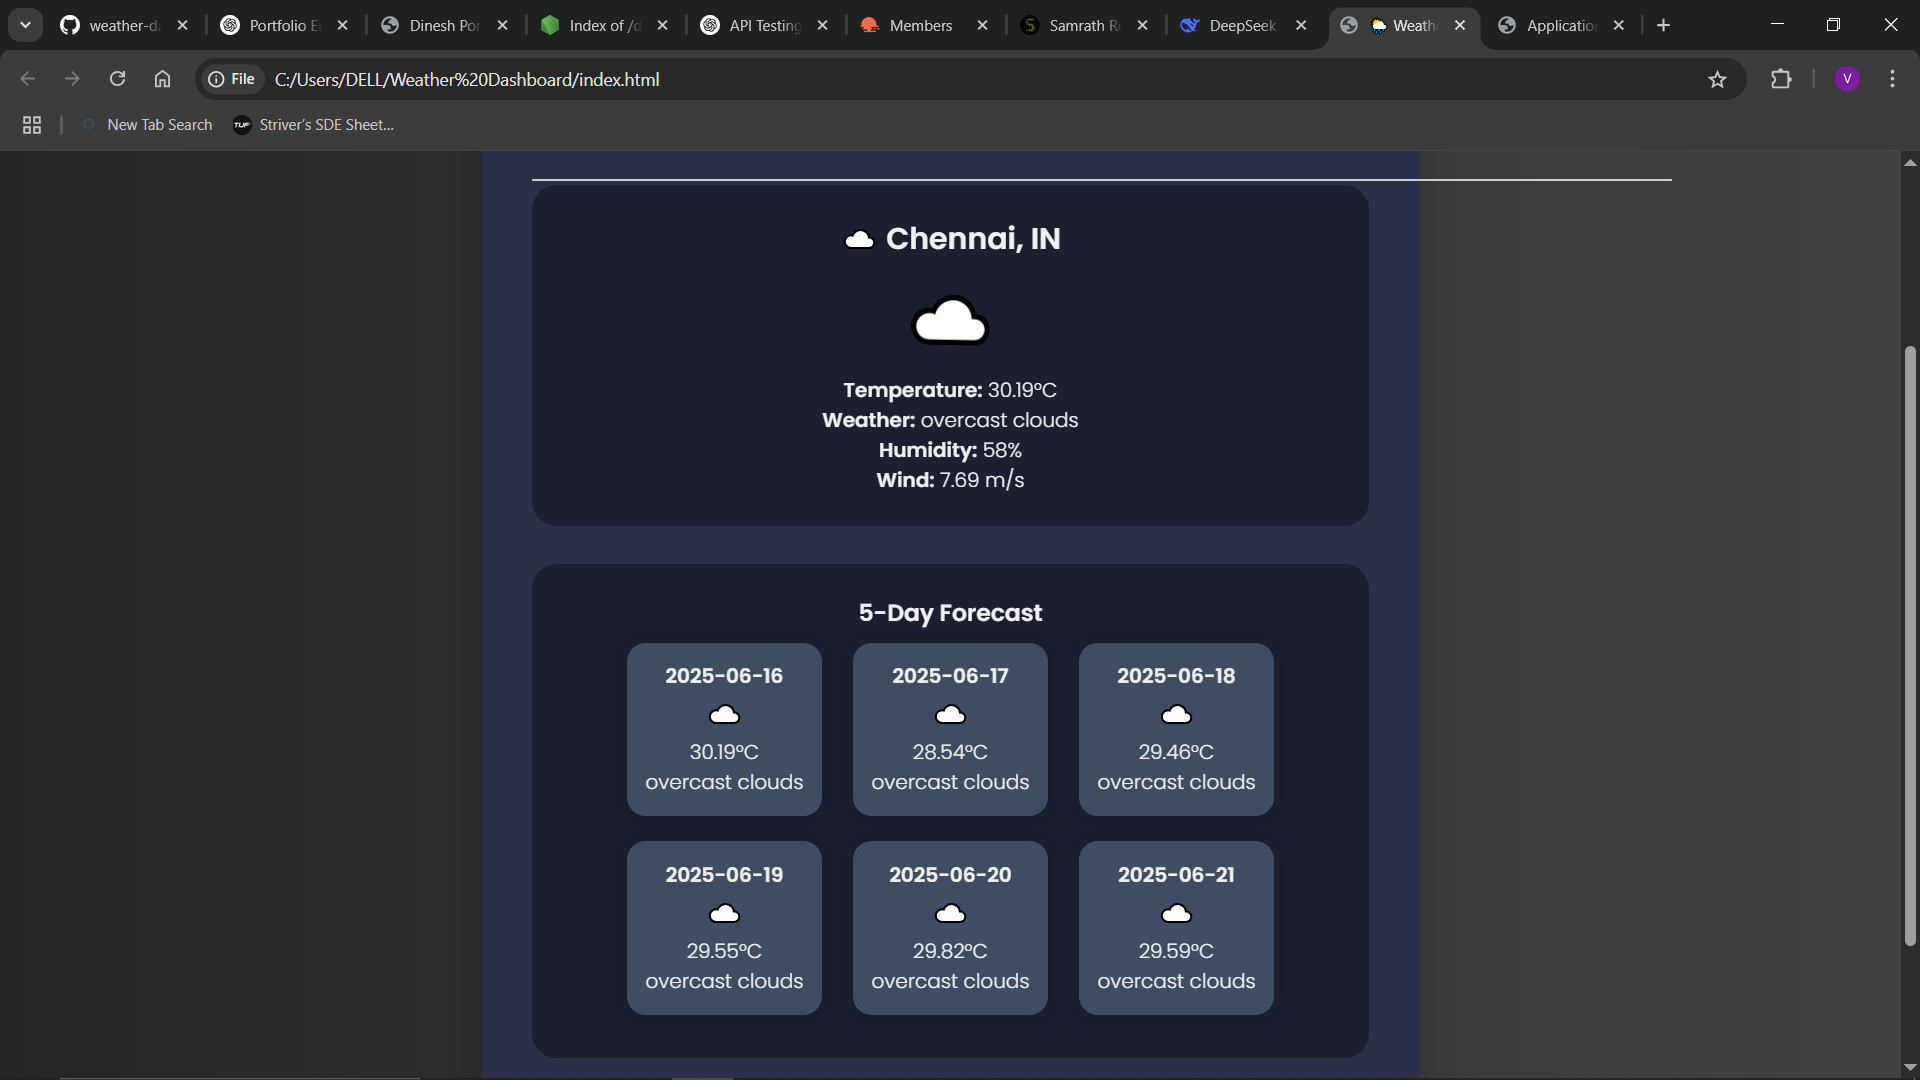 weather-da
Portfolio E
Dinesh Por
Index of /d
API Testing
Members
Samrath Re
DeepSeek
Weathe
Applicatio
File
C:/Users/DELL/Weather%20Dashboard/index.html
V
New Tab Search
TUF
Striver's SDE Sheet...
Chennai, IN
Temperature: 30.19°C
Weather: overcast clouds
Humidity: 58%
Wind: 7.69 m/s
5-Day Forecast
2025-06-16
30.19°C
overcast clouds
2025-06-17
28.54°C
overcast clouds
2025-06-18
29.46°C
overcast clouds
2025-06-19
29.55°C
overcast clouds
2025-06-20
29.82°C
overcast clouds
2025-06-21
29.59°C
overcast clouds